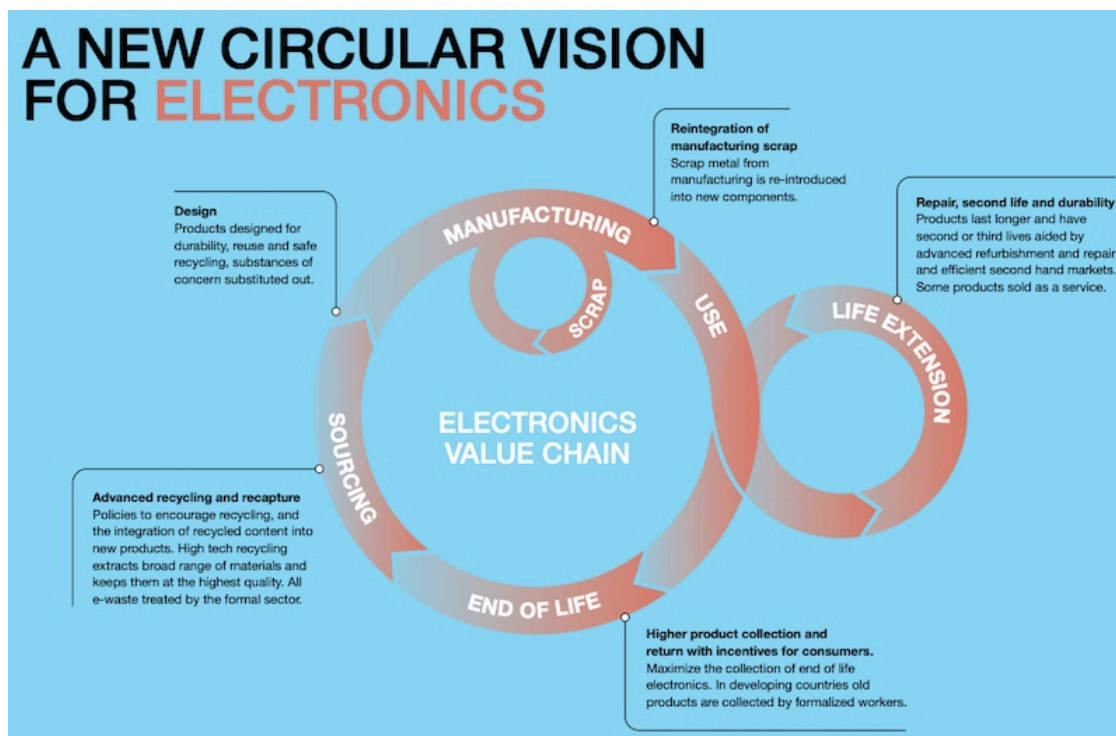 A NEW CIRCULAR VISION
FOR ELECTRONICS
Reintegration of
manufacturing scrap
Scrap metal from
manufacturing is re-introduced
into new components.
Design
Products designed for
durability, reuse and safe
recycling, substances of
concern substituted out.
Repair, second life and durability
Products last longer and have
second or third lives aided by
advanced refurbishment and repair
and efficient second hand markets.
Some products sold as a service.
MANUFACTURING
SCRAP
USE
LIFE EXTENSION
ELECTRONICS
VALUE CHAIN
SOURCING
Advanced recycling and recapture
Policies to encourage recycling, and
the integration of recycled content into
new products. High tech recycling
extracts broad range of materials and
keeps them at the highest quality. All
e-waste treated by the formal sector.
END OF LIFE
Higher product collection and
return with incentives for consumers.
Maximize the collection of end of life
electronics. In developing countries old
products are collected by formalized workers.